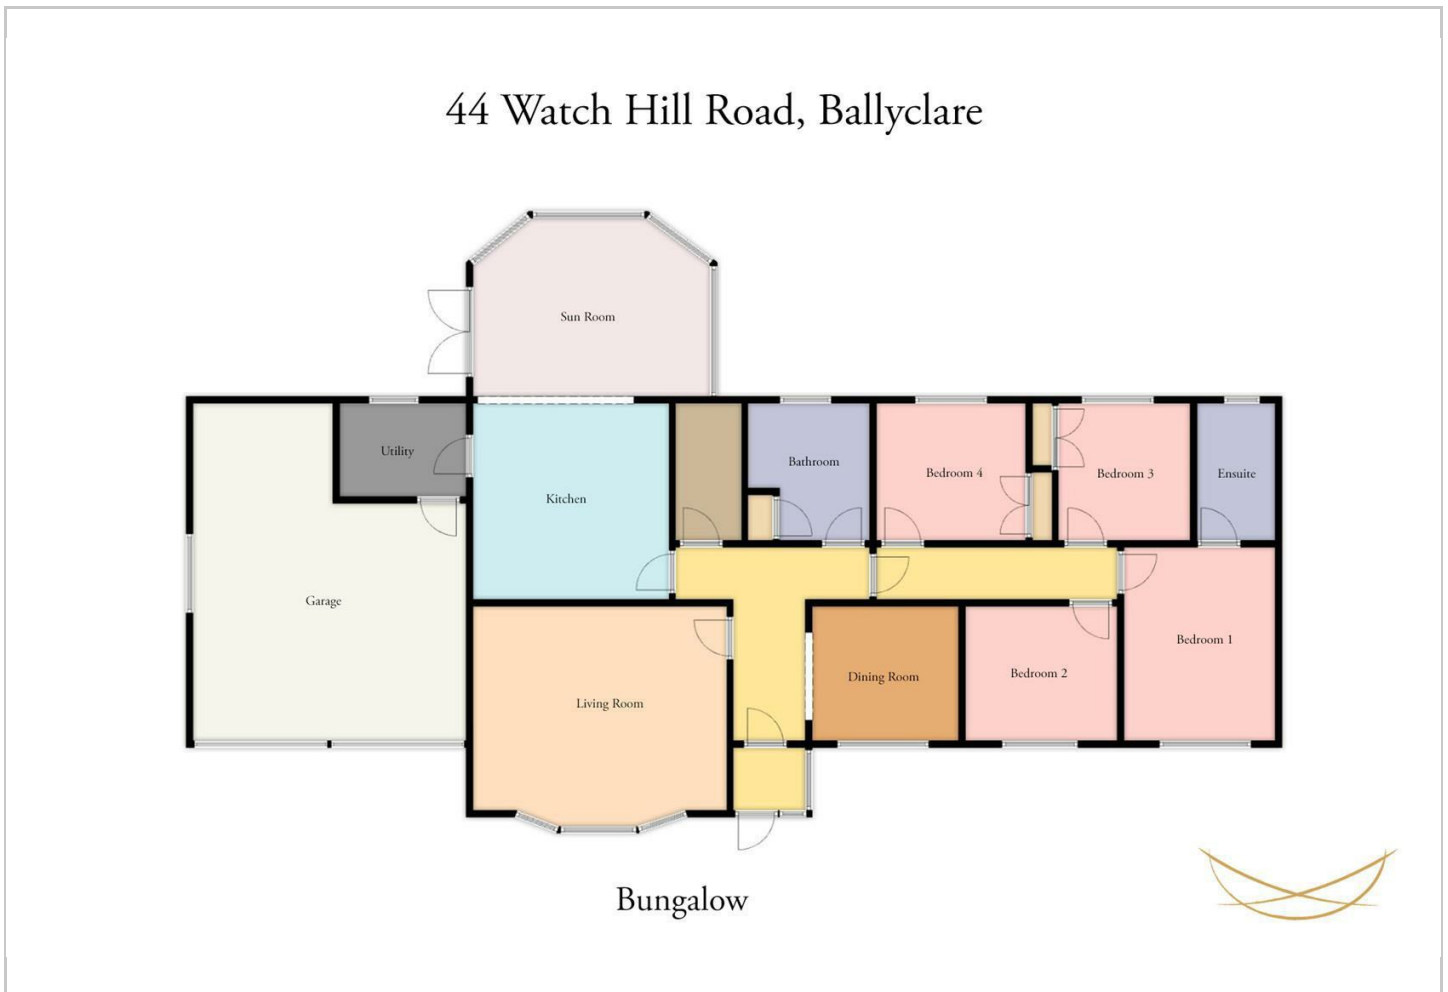 44 Watch Hill Road, Ballyclare
Sun Room
Utility
Kitchen
Bathroom
Bedroom 4
Bedroom 3
Ensuite
Garage
Living Room
Dining Room
Bedroom 2
Bedroom 1
Bungalow